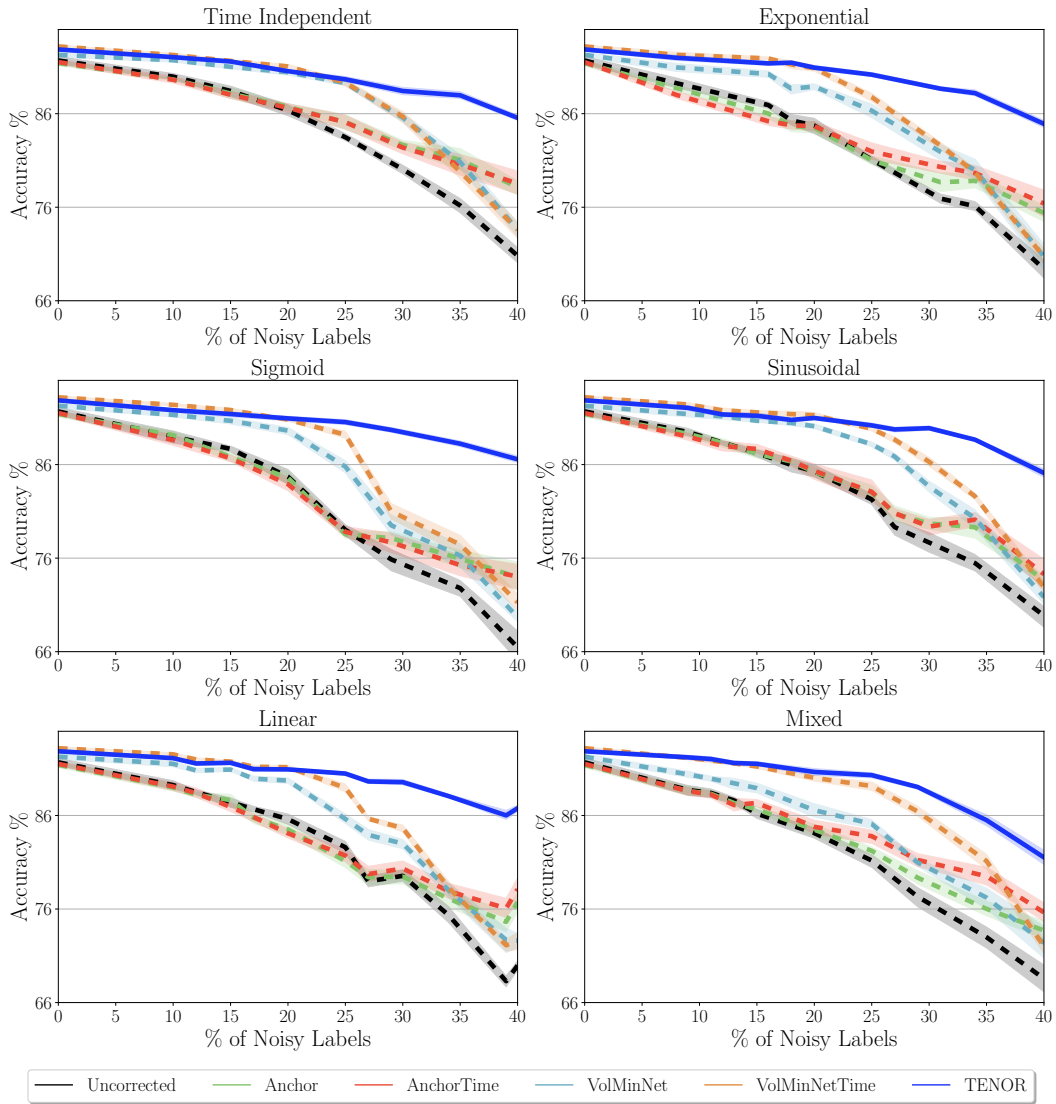 Time Independent
Exponential
Accuracy %
86
76
66
0 5 10 15 20 25 30 35 40
% of Noisy Labels
Accuracy %
86
76
66
0 5 10 15 20 25 30 35 40
% of Noisy Labels
Sigmoid
Sinusoidal
Accuracy %
86
76
66
0 5 10 15 20 25 30 35 40
% of Noisy Labels
Accuracy %
86
76
66
0 5 10 15 20 25 30 35 40
% of Noisy Labels
Linear
Mixed
Accuracy %
86
76
66
0 5 10 15 20 25 30 35 40
% of Noisy Labels
Accuracy %
86
76
66
0 5 10 15 20 25 30 35 40
% of Noisy Labels
Uncorrected Anchor AnchorTime VolMinNet VolMinNetTime TENOR